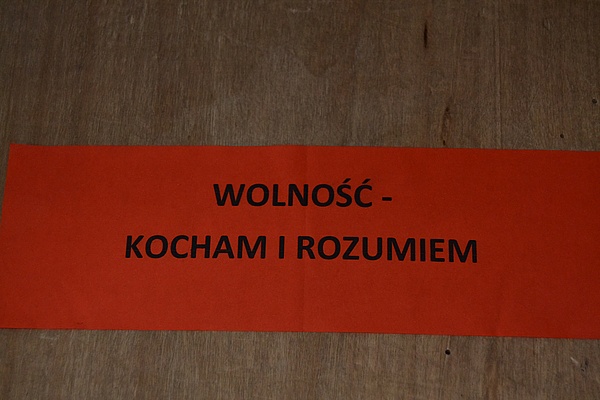 WOLNOŚĆ -
KOCHAM I ROZUMIEM